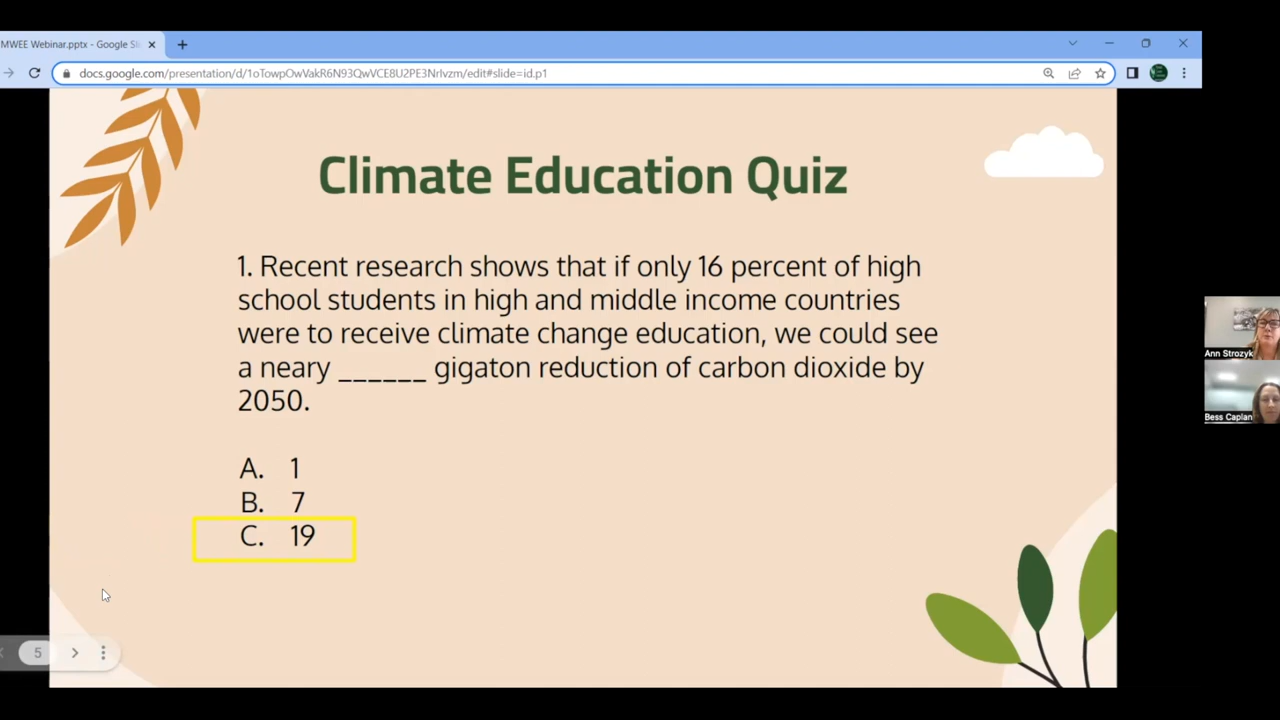 MWEE Webinar.pptx - Google Sli
docs.google.com/presentation/d/1oTowpOwVakR6N93QwVCE8U2PE3NrIvzm/edit#slide=id.p1
Climate Education Quiz
1. Recent research shows that if only 16 percent of high
school students in high and middle income countries
were to receive climate change education, we could see
a neary ______ gigaton reduction of carbon dioxide by
2050.
A. 1
B. 7
C. 19
Ann Strozyk
Bess Caplan
5